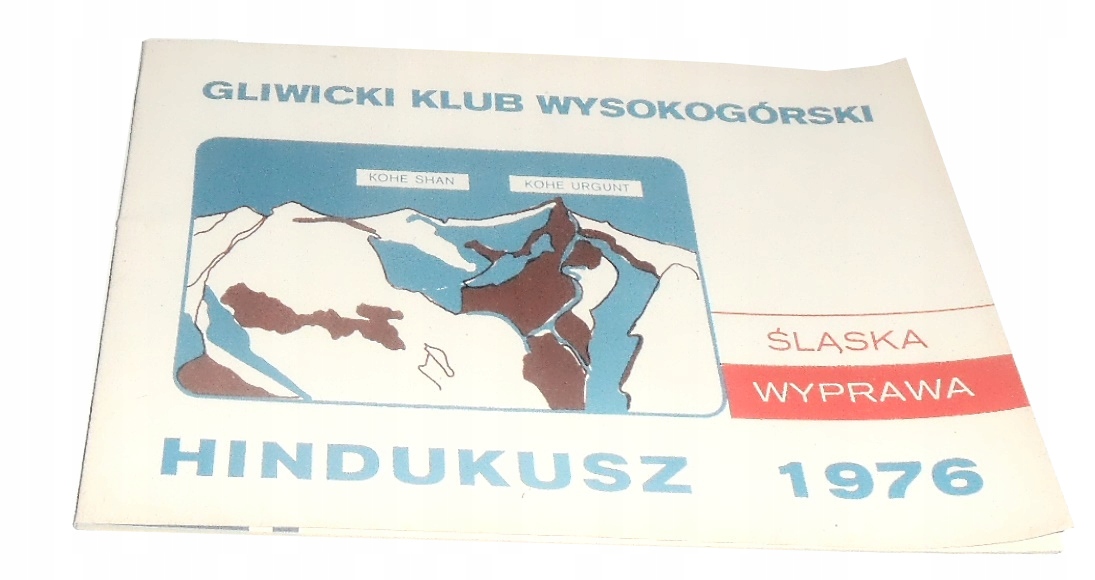 GLIWICKI KLUB WYSOKOGÓRSKI
KOHE SHAN
KOHE URGUNT
ŚLĄSKA
WYPRAWA
HINDUKUSZ 1976